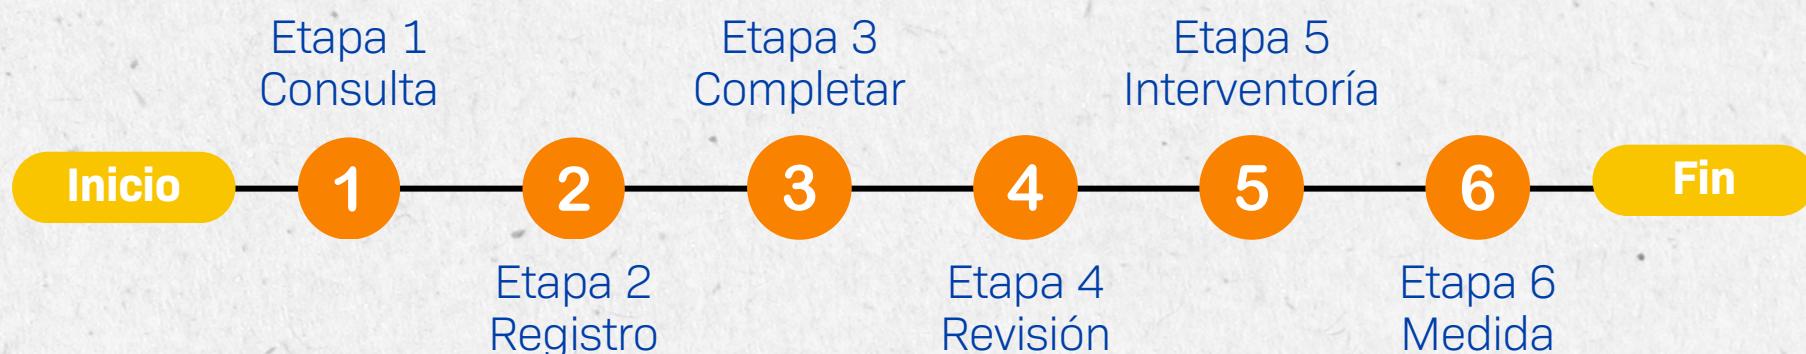 Etapa 1
Consulta
Etapa 3
Completar
Etapa 5
Interventoría
Inicio
1
2
3
4
5
6
Fin
Etapa 2
Registro
Etapa 4
Revisión
Etapa 6
Medida